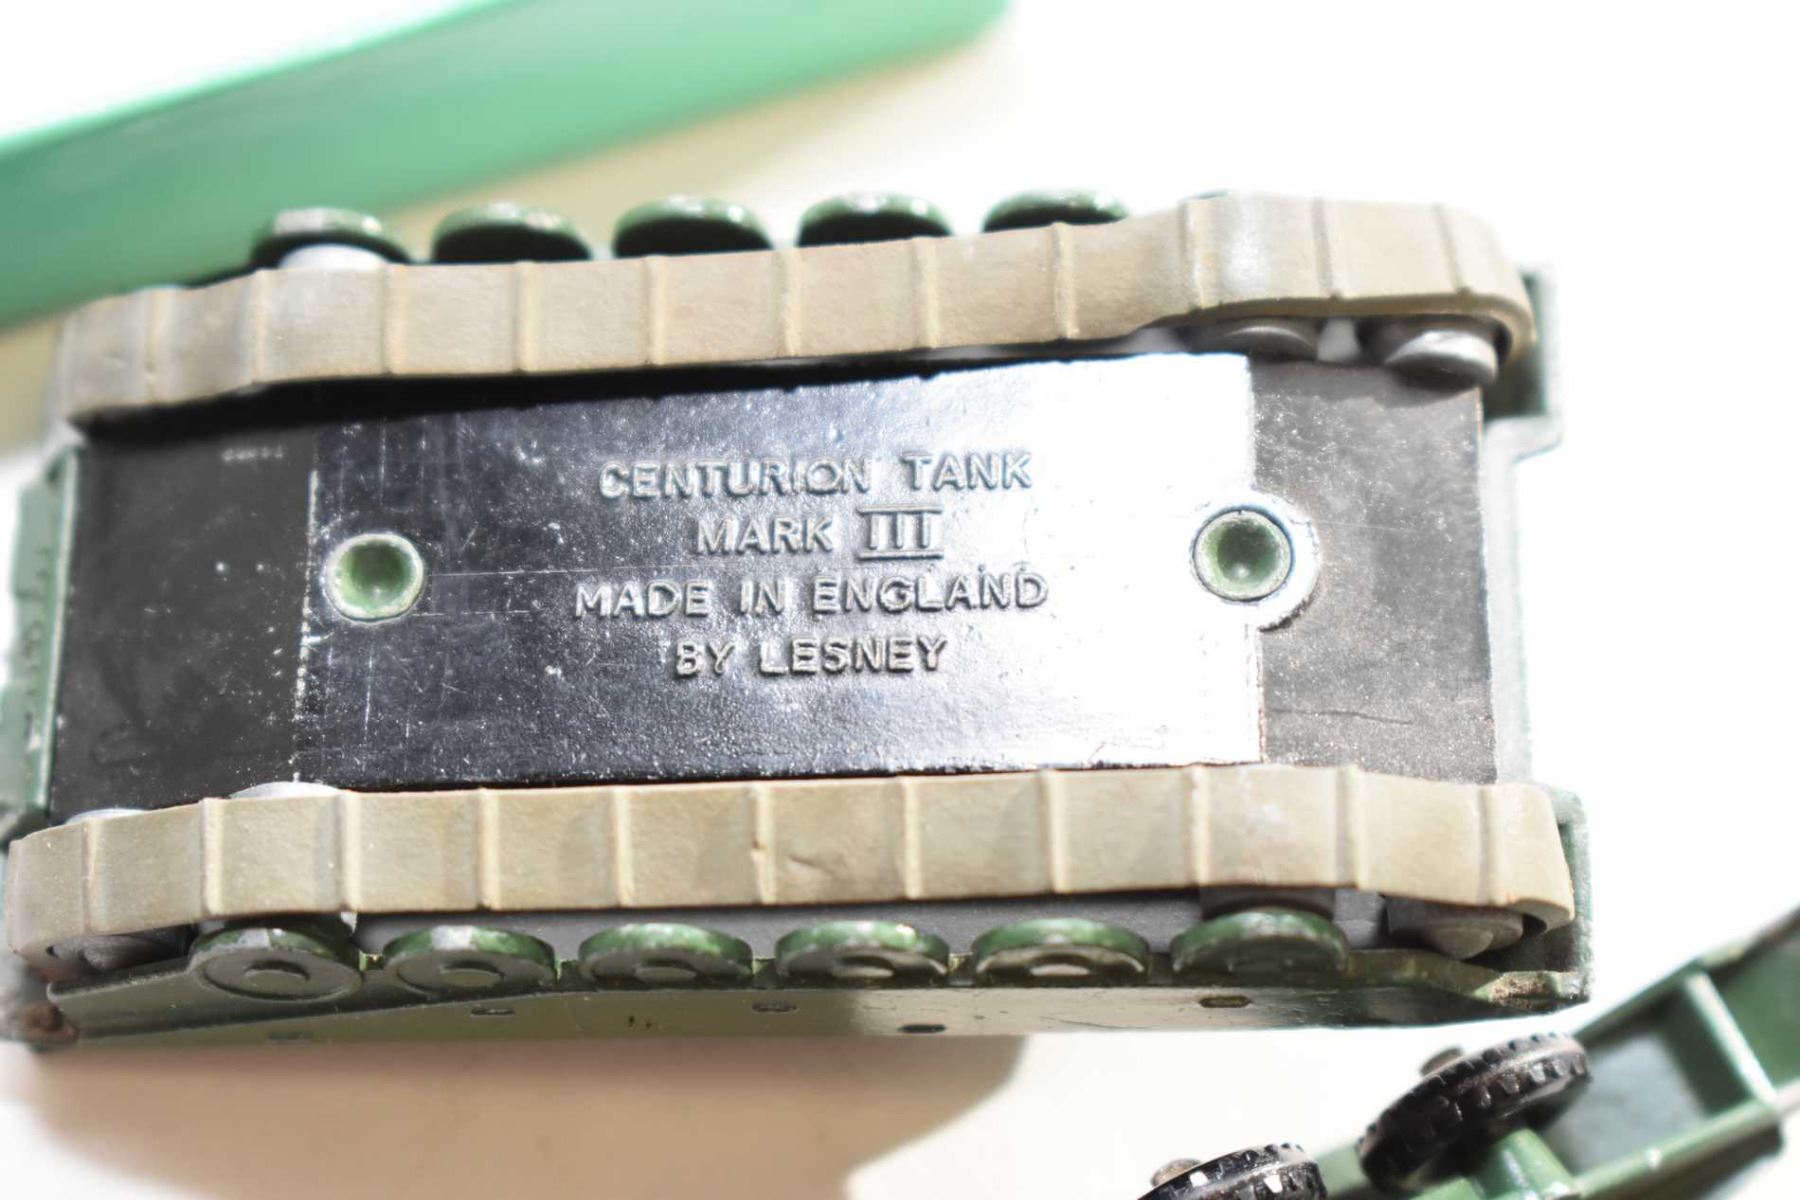 CENTURION TANK
MARK III
MADE IN ENGLAND
BY LESNEY